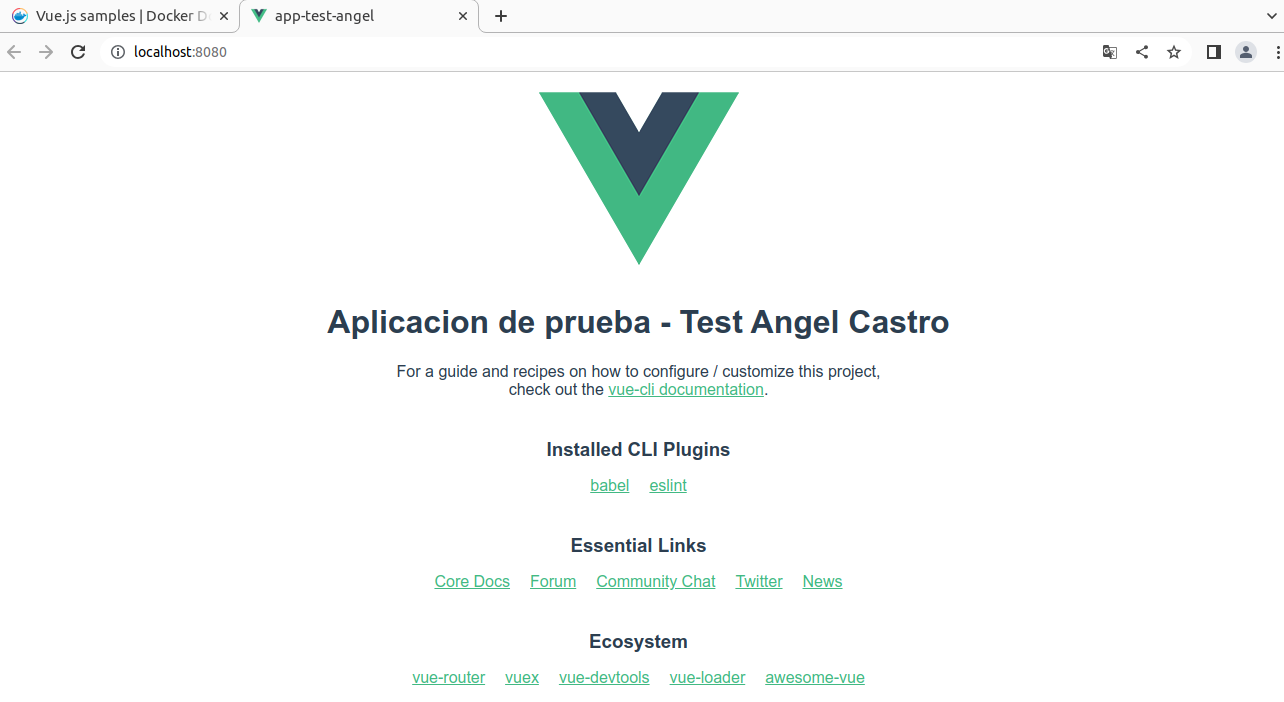 Vue.js samples | Docker D
app-test-angel
localhost:8080
Aplicacion de prueba - Test Angel Castro
For a guide and recipes on how to configure / customize this project,
check out the vue-cli documentation.
Installed CLI Plugins
babel eslint
Essential Links
Core Docs Forum Community Chat Twitter News
Ecosystem
vue-router vuex vue-devtools vue-loader awesome-vue